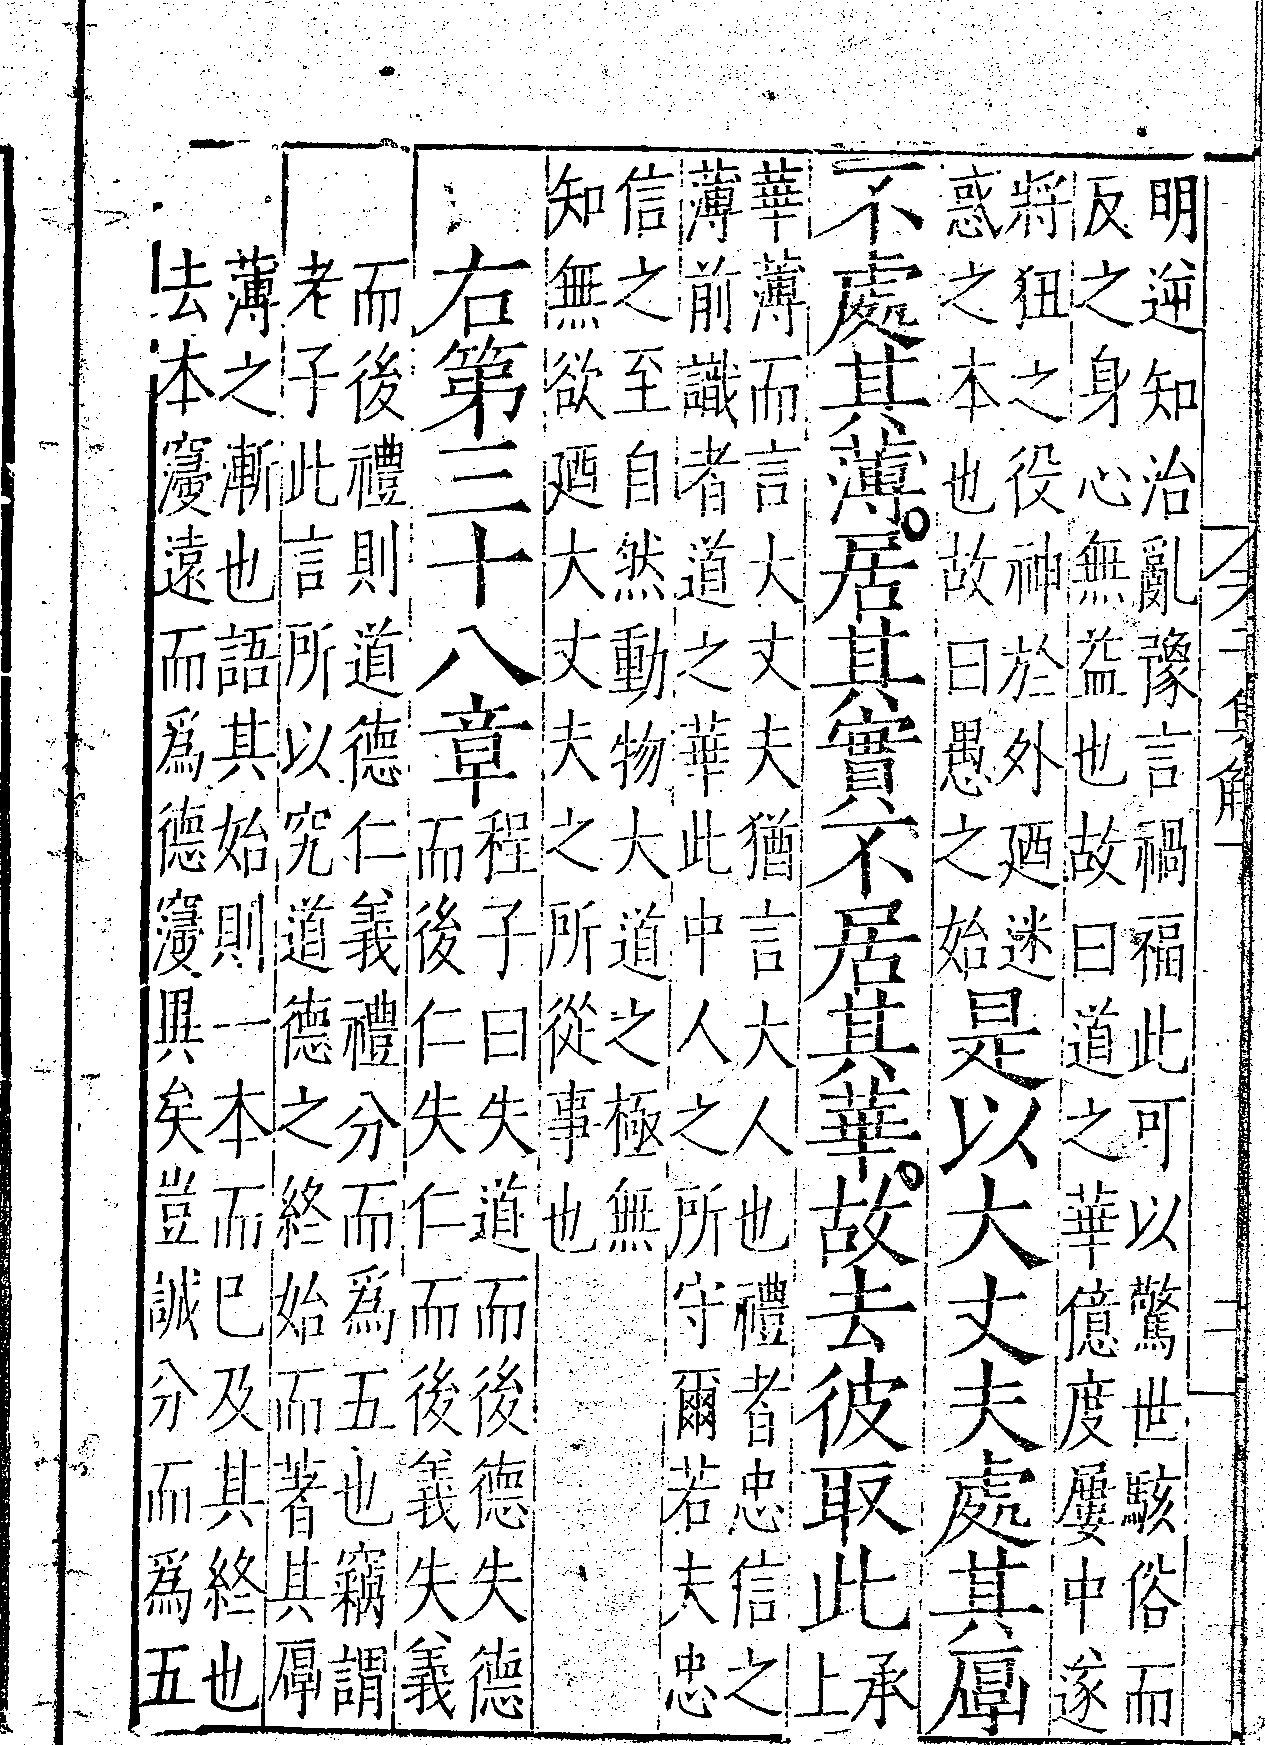 明逆知治亂豫言禍福此可以驚世駭俗而
反之身心無益也故曰道之華億度屢中遂
將狃之役神於外廼迷
惑之本也故曰愚之始
是以大丈夫處其厚
不處其薄。居其實不居其華。故去彼取此
承
上
華薄而言大丈夫猶言大人也禮者忠信之
薄前識者道之華此中人之所守爾若夫忠
信之至自然動物大道之極無
知無欲廼大丈夫之所從事也
右第三十八章
程子曰失道而後德失德
而後仁失仁而後義失義
而後禮則道德仁義禮分而為五也竊謂
老子此言所以究道德之終始而著其厚
薄之漸也語其始則一本而已及其終也
去本寖遠而為德寖異矣豈誠分而為五